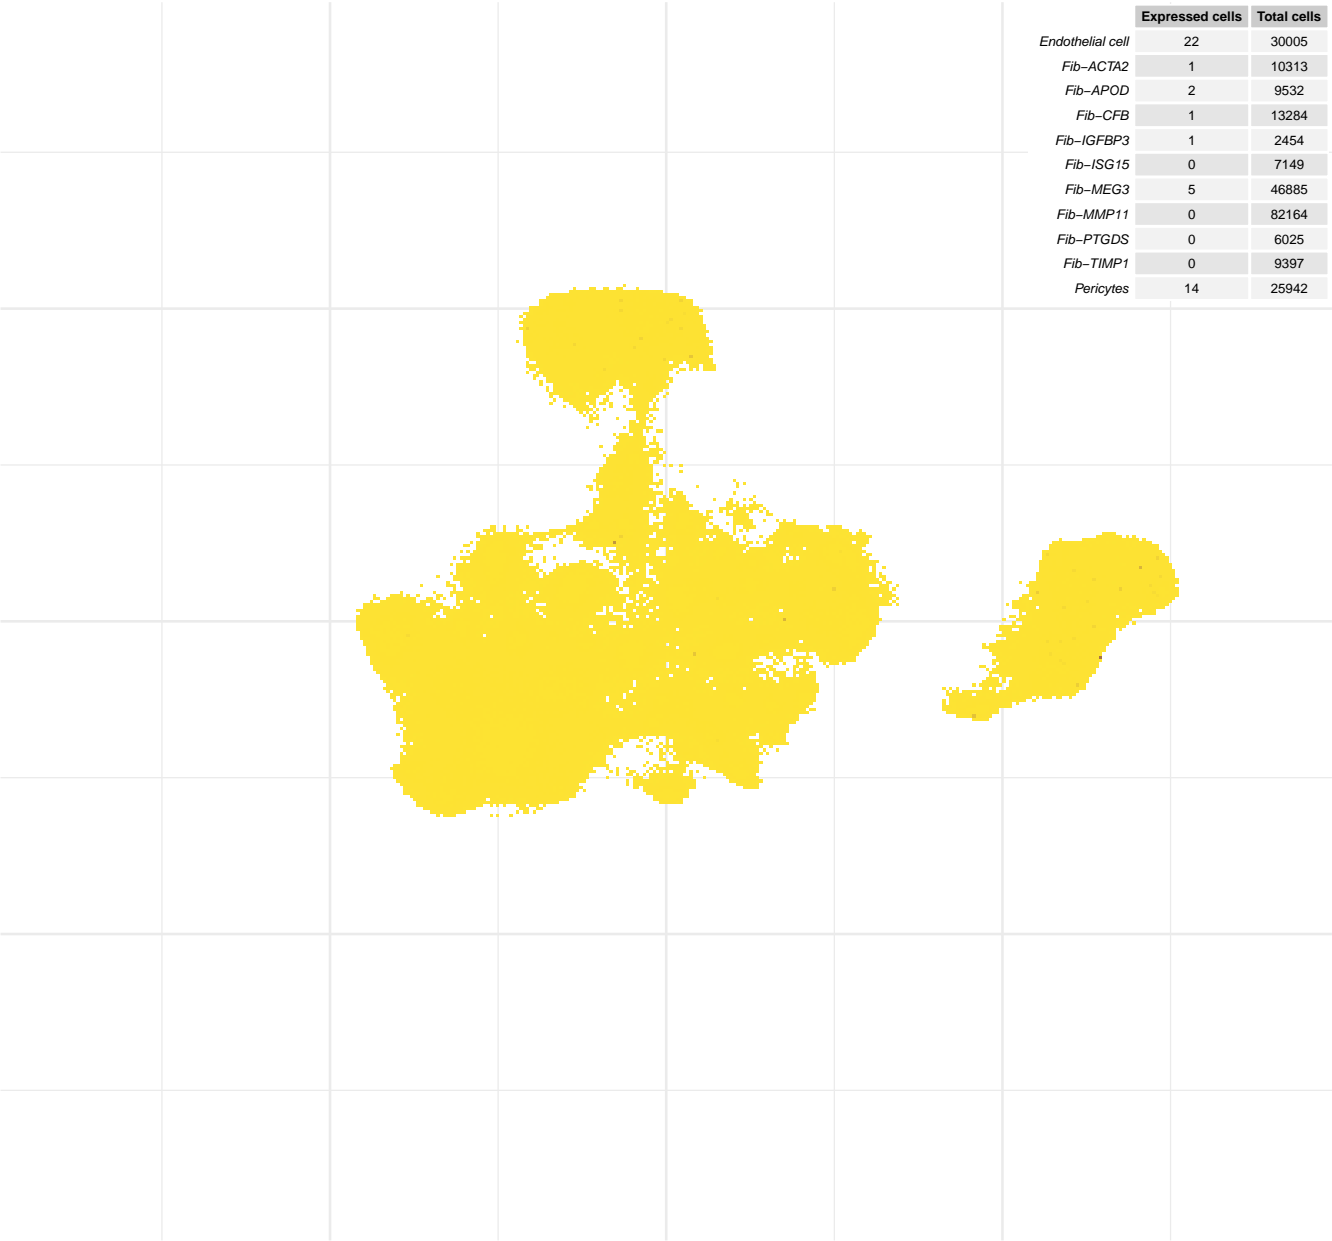 Expressed cells Total cells
Endothelial cell 22 30005
Fib−ACTA2 1 10313
Fib−APOD 2 9532
Fib−CFB 1 13284
Fib−IGFBP3 1 2454
Fib−ISG15 0 7149
Fib−MEG3 5 46885
Fib−MMP11 0 82164
Fib−PTGDS 0 6025
Fib−TIMP1 0 9397
Pericytes 14 25942